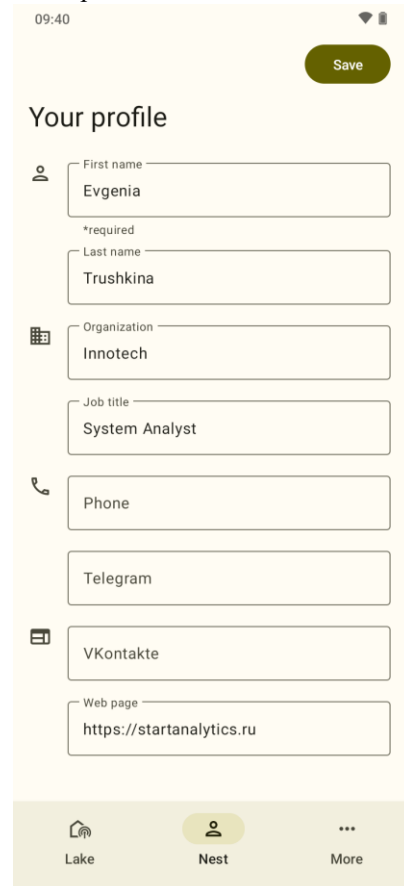 09:40
Save
Your profile
First name
Evgenia
*required
Last name
Trushkina
Organization
Innotech
Job title
System Analyst
Phone
Telegram
VKontakte
Web page
https://startanalytics.ru
Lake Nest More